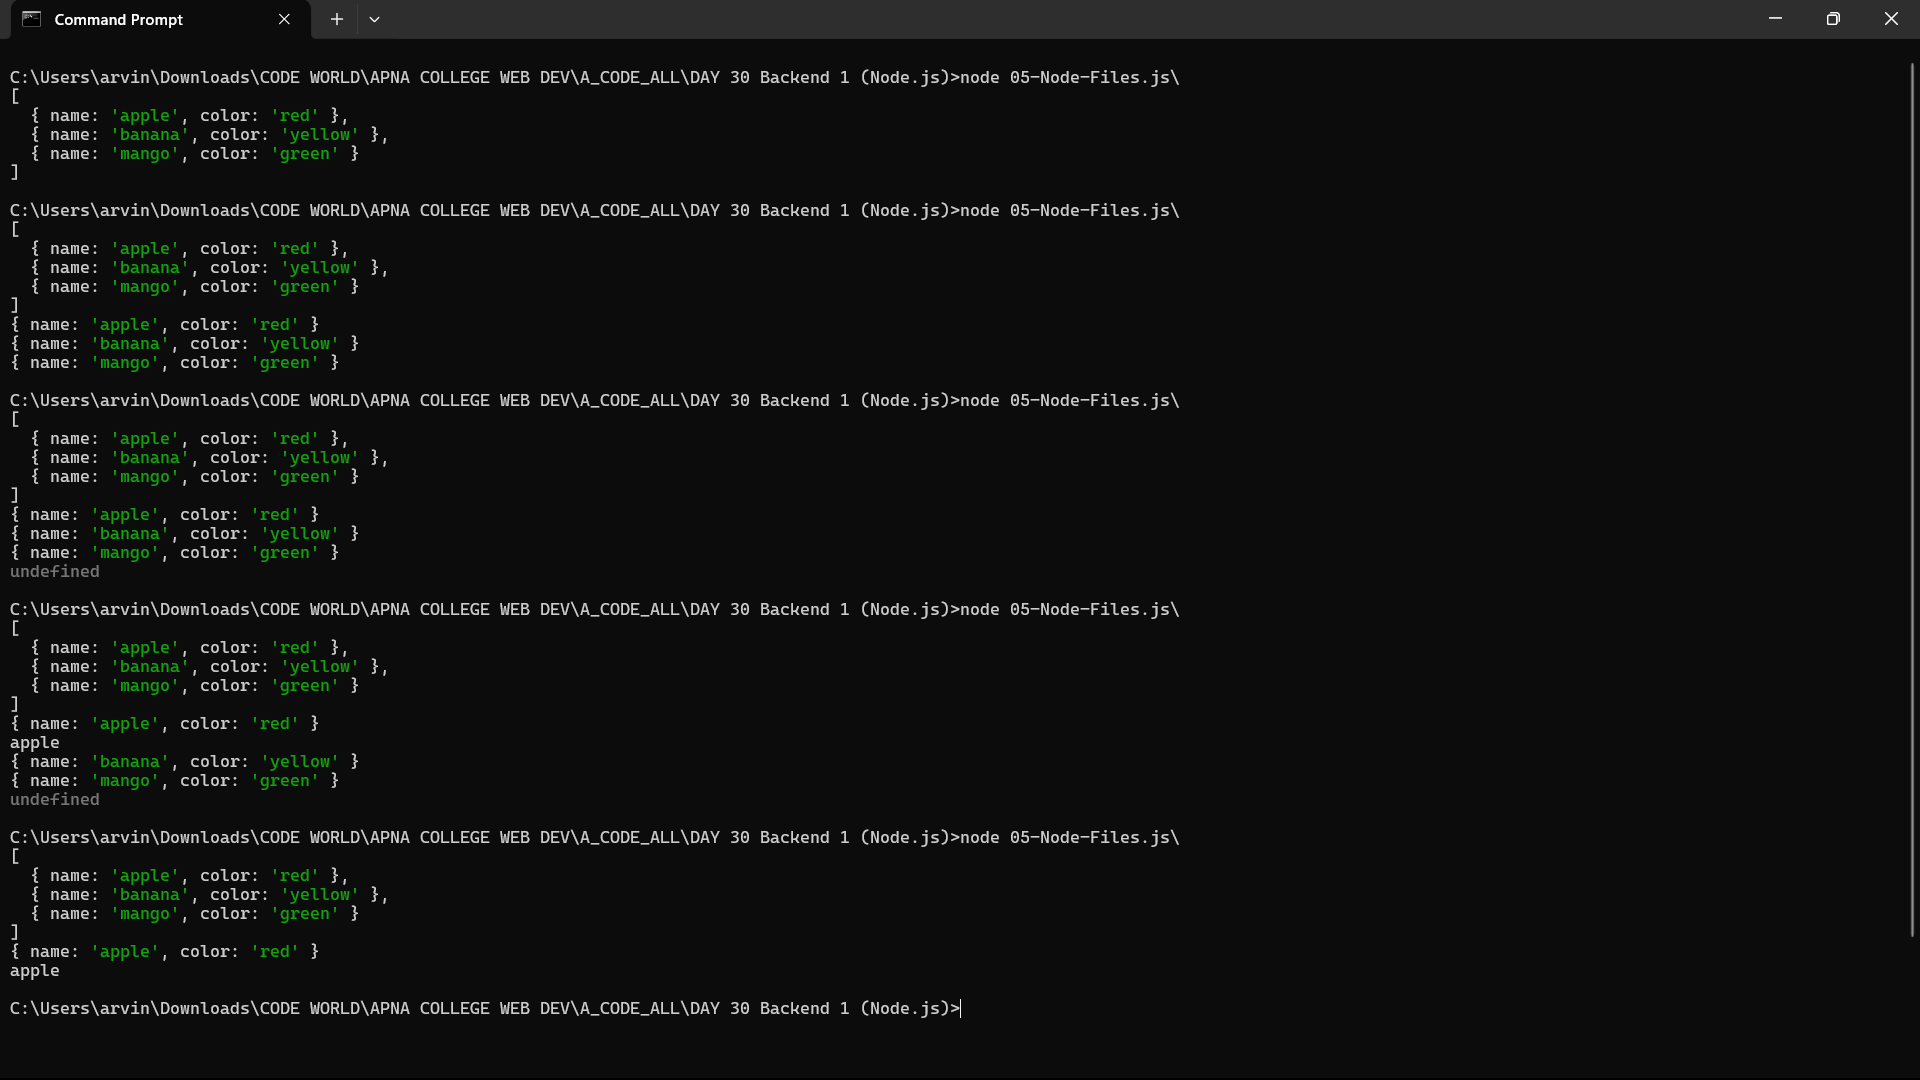 Command Prompt
C:\Users\arvin\Downloads\CODE WORLD\APNA COLLEGE WEB DEV\A_CODE_ALL\DAY 30 Backend 1 (Node.js)>node 05-Node-Files.js\
[
  { name: 'apple', color: 'red' },
  { name: 'banana', color: 'yellow' },
  { name: 'mango', color: 'green' }
]
C:\Users\arvin\Downloads\CODE WORLD\APNA COLLEGE WEB DEV\A_CODE_ALL\DAY 30 Backend 1 (Node.js)>node 05-Node-Files.js\
[
  { name: 'apple', color: 'red' },
  { name: 'banana', color: 'yellow' },
  { name: 'mango', color: 'green' }
]
{ name: 'apple', color: 'red' }
{ name: 'banana', color: 'yellow' }
{ name: 'mango', color: 'green' }
C:\Users\arvin\Downloads\CODE WORLD\APNA COLLEGE WEB DEV\A_CODE_ALL\DAY 30 Backend 1 (Node.js)>node 05-Node-Files.js\
[
  { name: 'apple', color: 'red' },
  { name: 'banana', color: 'yellow' },
  { name: 'mango', color: 'green' }
]
{ name: 'apple', color: 'red' }
{ name: 'banana', color: 'yellow' }
{ name: 'mango', color: 'green' }
undefined
C:\Users\arvin\Downloads\CODE WORLD\APNA COLLEGE WEB DEV\A_CODE_ALL\DAY 30 Backend 1 (Node.js)>node 05-Node-Files.js\
[
  { name: 'apple', color: 'red' },
  { name: 'banana', color: 'yellow' },
  { name: 'mango', color: 'green' }
]
{ name: 'apple', color: 'red' }
apple
{ name: 'banana', color: 'yellow' }
{ name: 'mango', color: 'green' }
undefined
C:\Users\arvin\Downloads\CODE WORLD\APNA COLLEGE WEB DEV\A_CODE_ALL\DAY 30 Backend 1 (Node.js)>node 05-Node-Files.js\
[
  { name: 'apple', color: 'red' },
  { name: 'banana', color: 'yellow' },
  { name: 'mango', color: 'green' }
]
{ name: 'apple', color: 'red' }
apple
C:\Users\arvin\Downloads\CODE WORLD\APNA COLLEGE WEB DEV\A_CODE_ALL\DAY 30 Backend 1 (Node.js)>